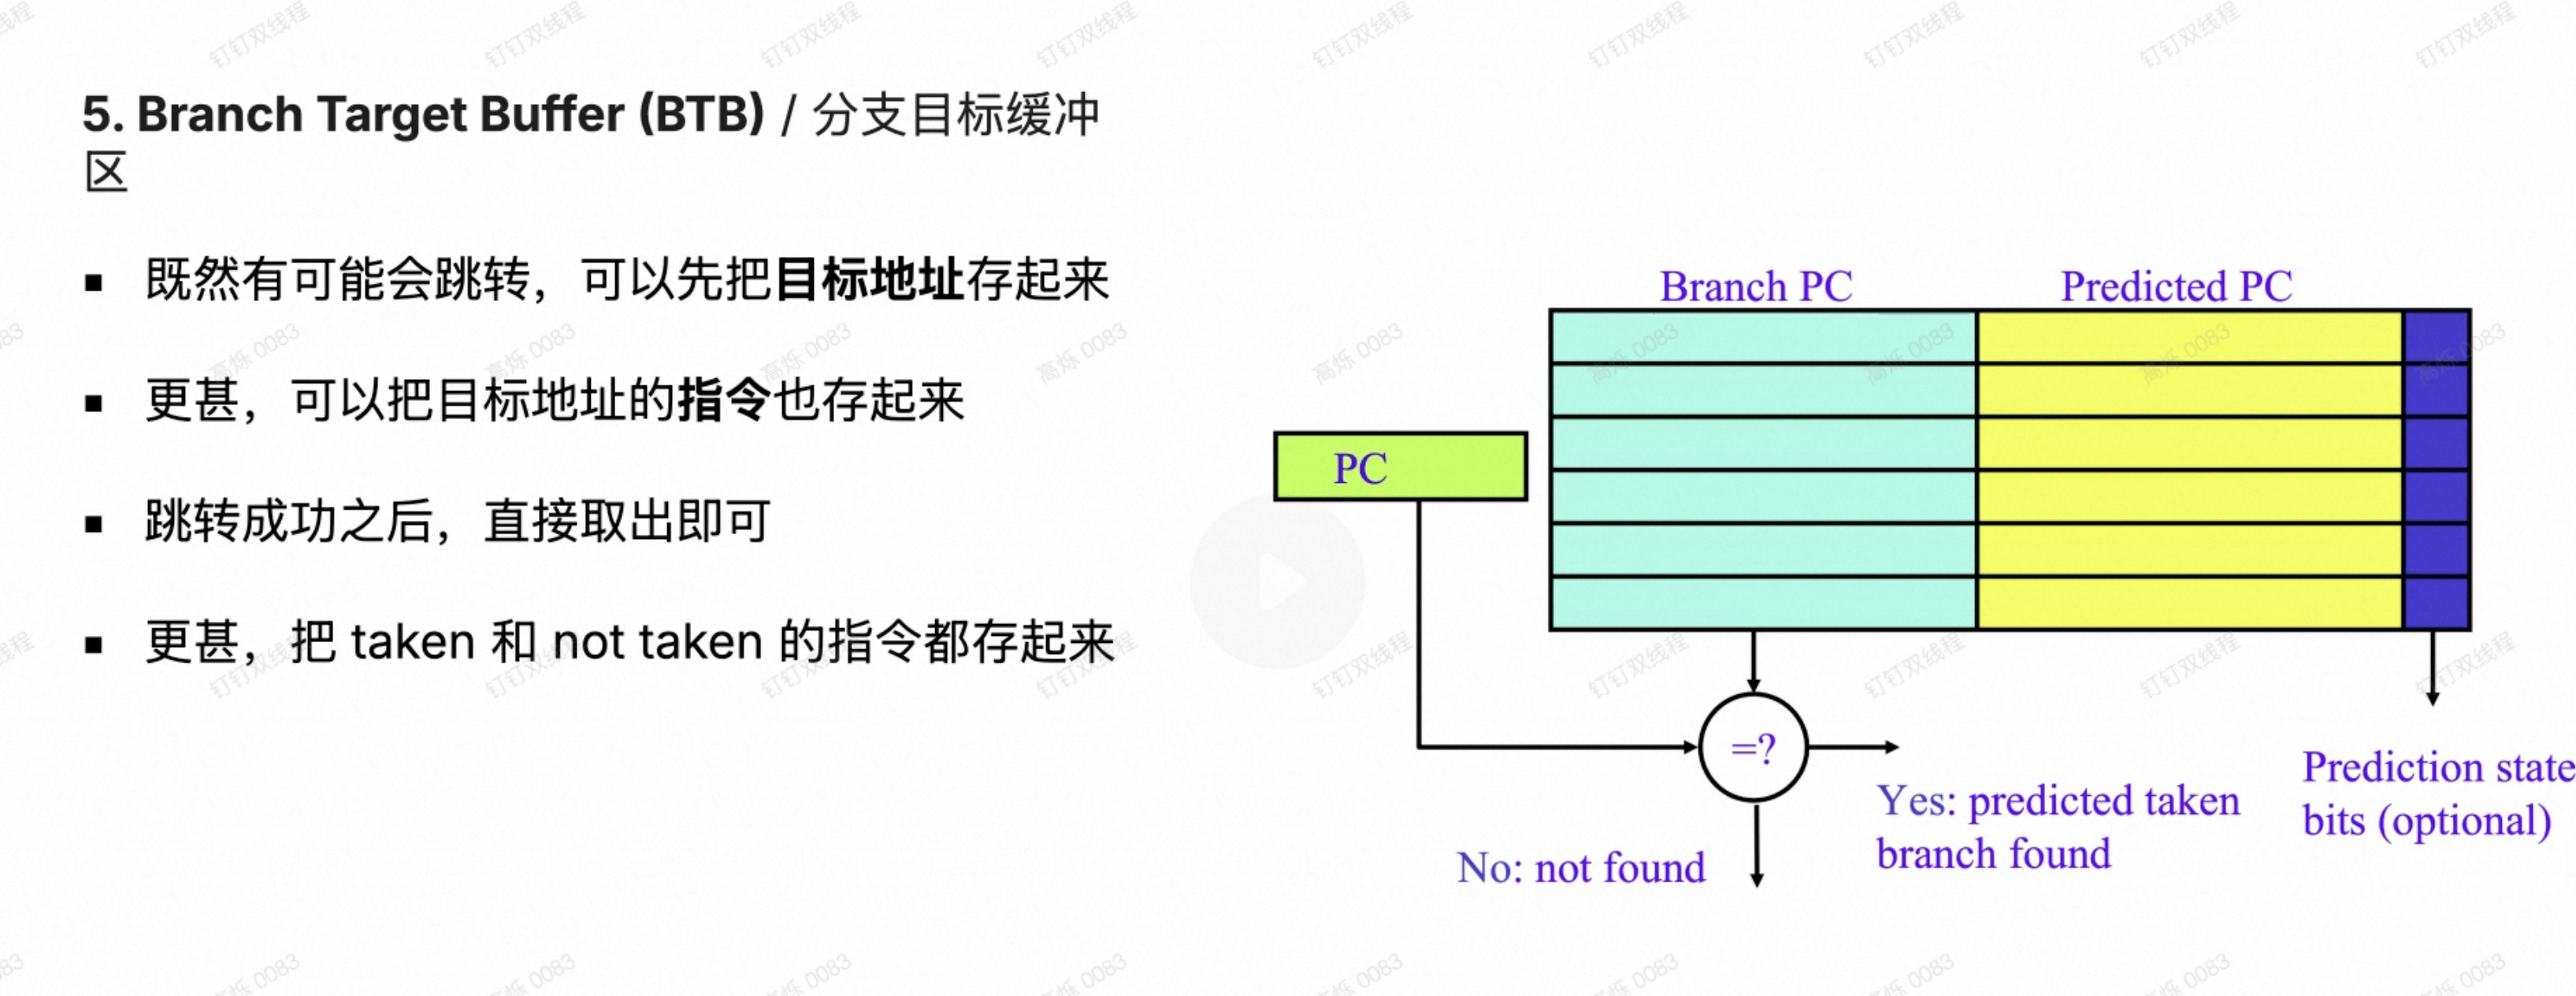 5. Branch Target Buffer (BTB) / 分支目标缓冲
区
▪ 既然有可能会跳转，可以先把目标地址存起来
▪ 更甚，可以把目标地址的指令也存起来
▪ 跳转成功之后，直接取出即可
▪ 更甚，把 taken 和 not taken 的指令都存起来
Branch PC
Predicted PC
PC
=?
Yes: predicted taken
branch found
No: not found
Prediction state
bits (optional)
钉钉双线程
高烁 0083